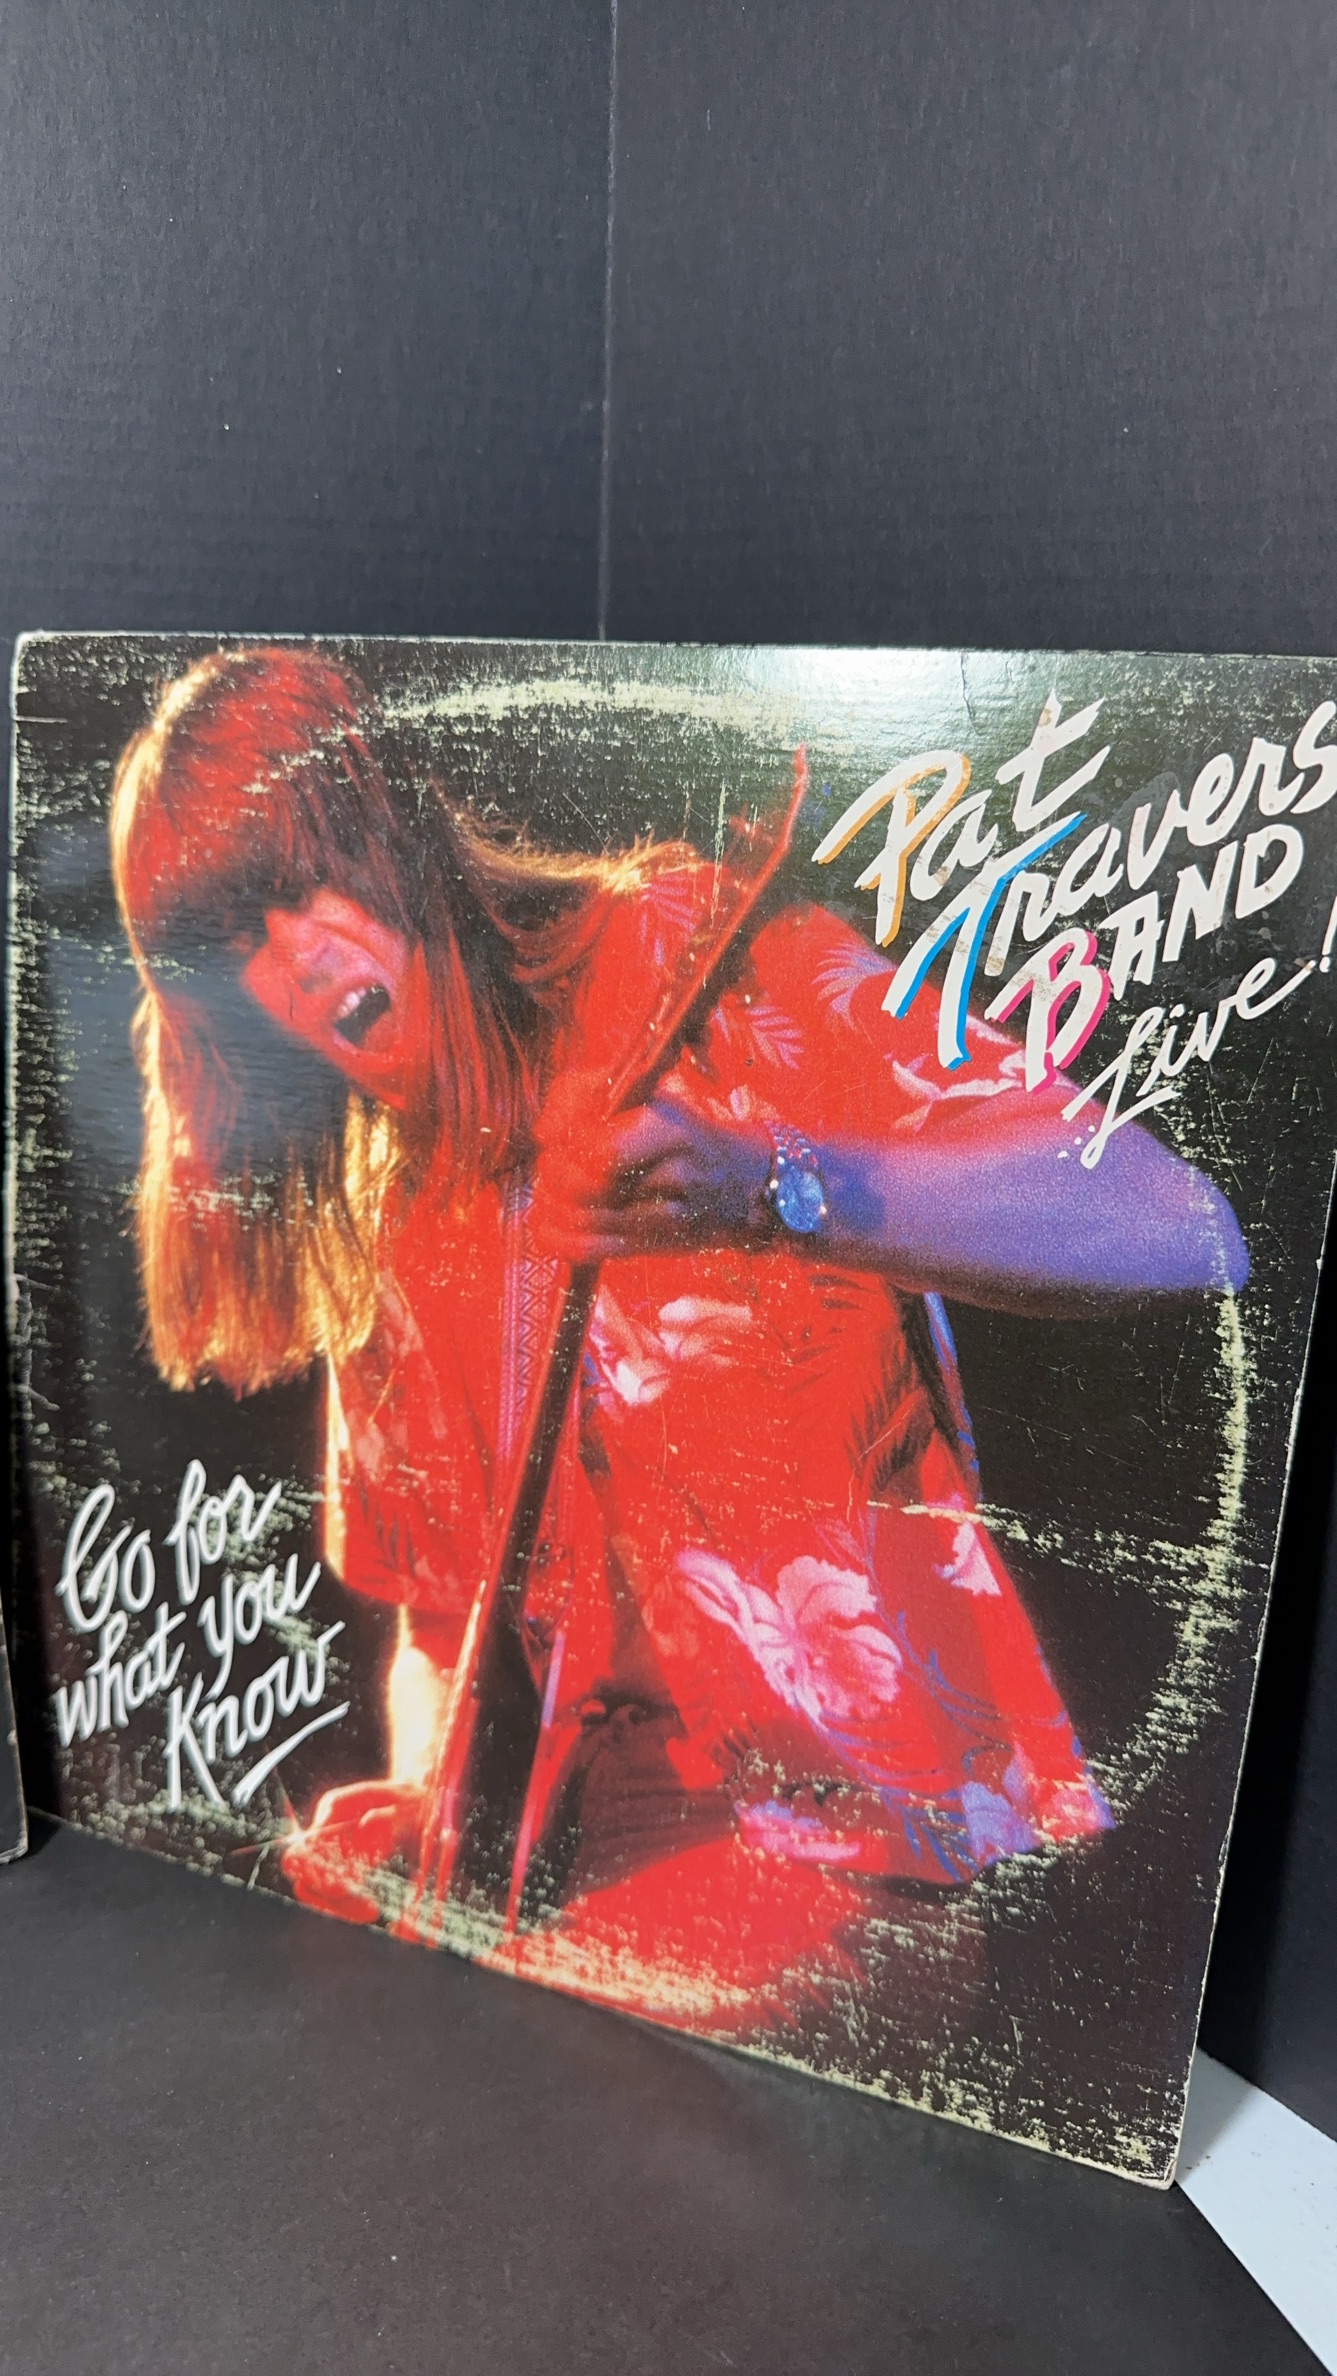 Pat
Travers
BAND
Live!
Go for
what you
Know